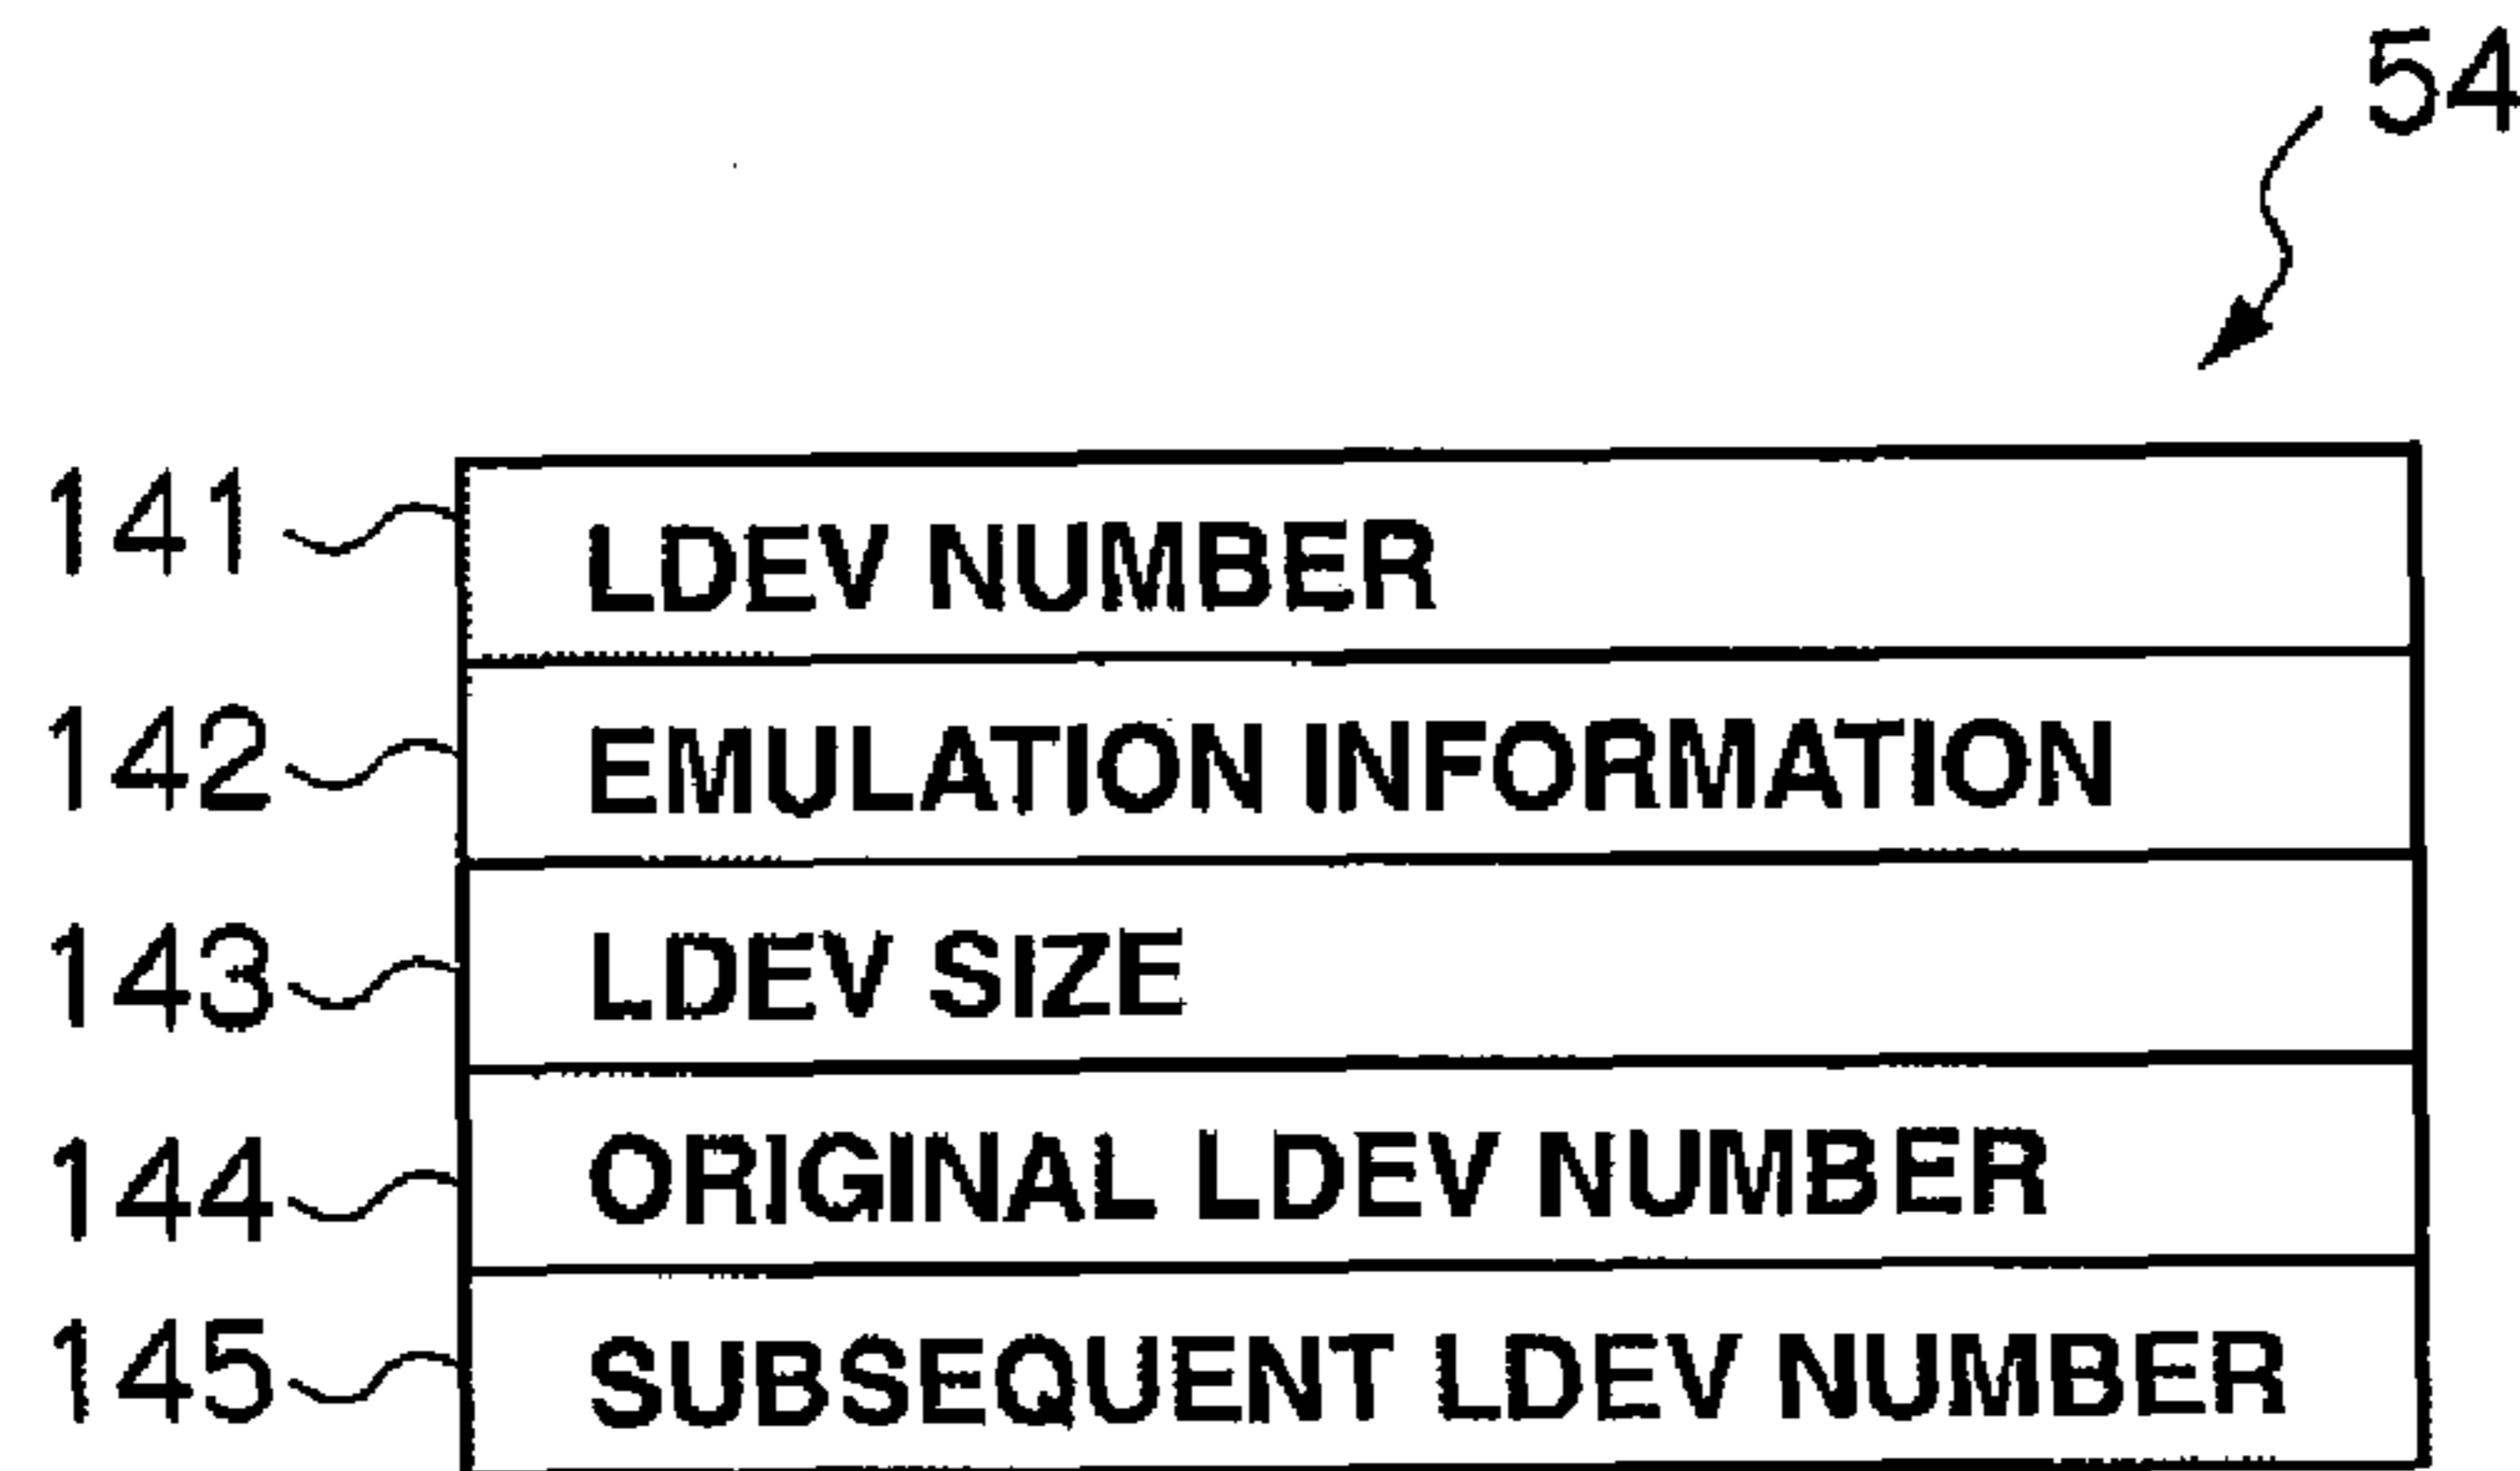 54
141 LDEV NUMBER
142 EMULATION INFORMATION
143 LDEV SIZE
144 ORIGINAL LDEV NUMBER
145 SUBSEQUENT LDEV NUMBER